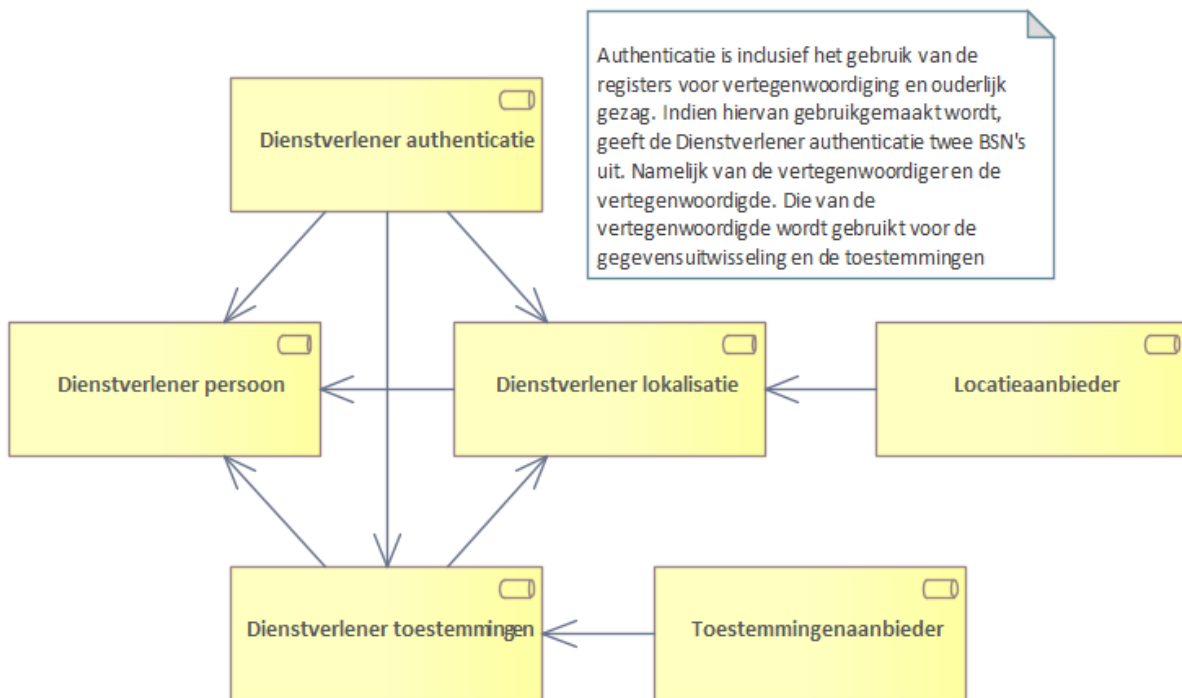 Authenticatie is inclusief het gebruik van de
registers voor vertegenwoordiging en ouderlijk
gezag. Indien hiervan gebruikgemaakt wordt,
geeft de Dienstverlener authenticatie twee BSN's
uit. Namelijk van de vertegenwoordiger en de
vertegenwoordigde. Die van de
vertegenwoordigde wordt gebruikt voor de
gegevensuitwisseling en de toestemmingen
Dienstverlener authenticatie
Dienstverlener persoon
Dienstverlener lokalisatie
Locatieaanbieder
Dienstverlener toestemmingen
Toestemmingenaanbieder